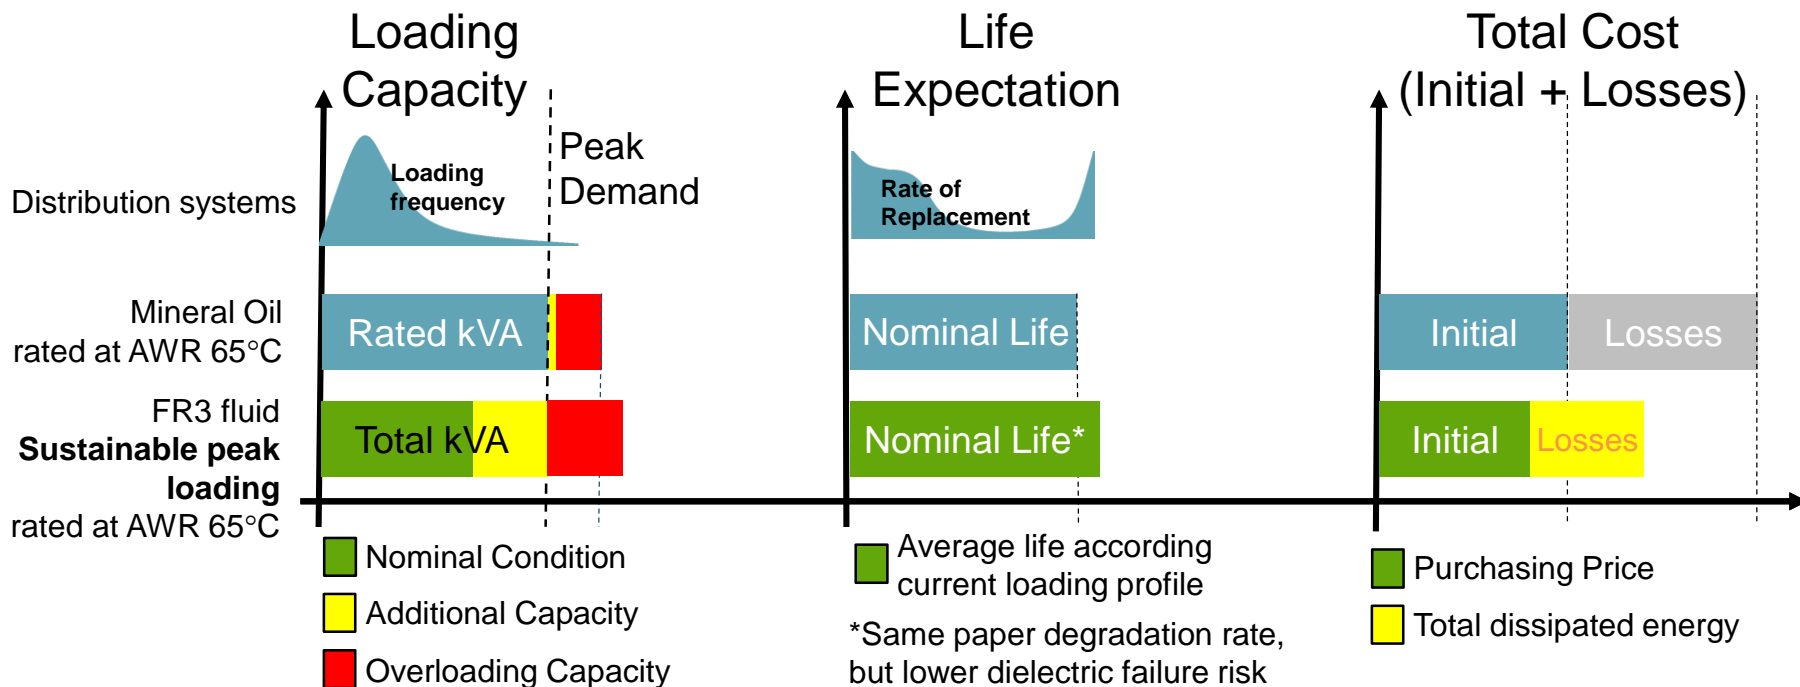 Loading
Capacity
Life
Expectation
Total Cost
(Initial + Losses)
Distribution systems
Loading
frequency
Peak
Demand
Rate of
Replacement
Mineral Oil
rated at AWR 65°C
Rated kVA
Nominal Life
Initial
Losses
FR3 fluid
Sustainable peak
loading
rated at AWR 65°C
Total kVA
Nominal Life*
Initial
Losses
Nominal Condition
Additional Capacity
Overloading Capacity
Average life according
current loading profile
*Same paper degradation rate,
but lower dielectric failure risk
Purchasing Price
Total dissipated energy